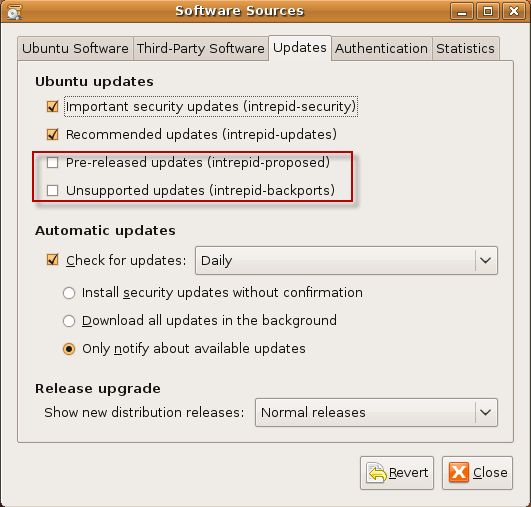 Software Sources
Ubuntu Software Third-Party Software Updates Authentication Statistics
Ubuntu updates
Important security updates (intrepid-security)
Recommended updates (intrepid-updates)
Pre-released updates (intrepid-proposed)
Unsupported updates (intrepid-backports)
Automatic updates
Check for updates: Daily
Install security updates without confirmation
Download all updates in the background
Only notify about available updates
Release upgrade
Show new distribution releases: Normal releases
Revert Close